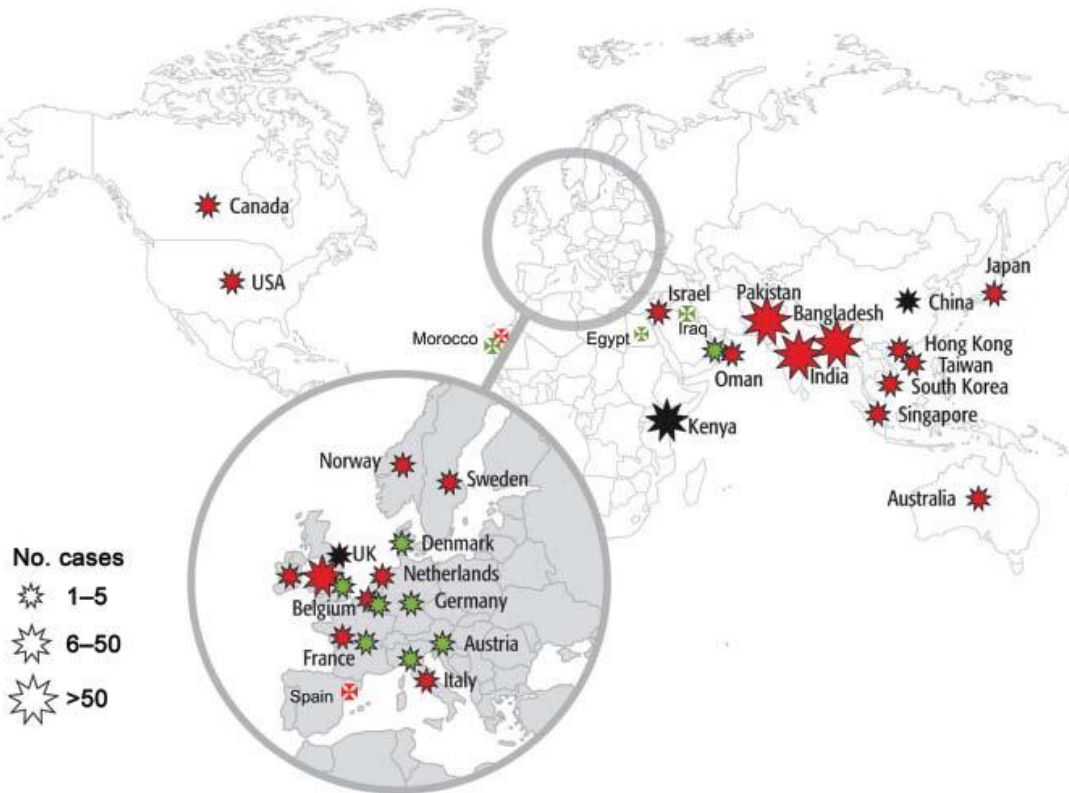 Canada
USA
Morocco
Egypt
Israel
Iraq
Oman
Pakistan
Bangladesh
India
Kenya
China
Japan
Hong Kong
Taiwan
South Korea
Singapore
Australia
Norway
Sweden
Denmark
UK
Netherlands
Belgium
Germany
France
Austria
Italy
Spain
No. cases
1–5
6–50
>50